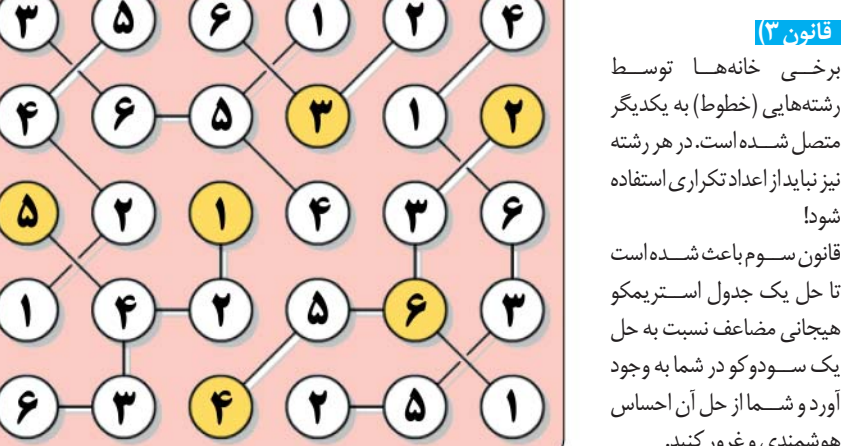 قانون ۳)
برخی خانه‌ها توسط
رشته‌هایی (خطوط) به یکدیگر
متصل شده است. در هر رشته
نیز نباید از اعداد تکراری استفاده
شود!
قانون سوم باعث شده است
تا حل یک جدول استریمکو
هیجانی مضاعف نسبت به حل
یک سودوکو در شما به وجود
آورد و شما از حل آن احساس
هوشمندی و غرور کنید.
۳ ۵ ۶ ۱ ۲ ۴
۴ ۶ ۵ ۳ ۱ ۲
۵ ۲ ۱ ۴ ۳ ۶
۱ ۴ ۲ ۵ ۶ ۳
۶ ۳ ۴ ۲ ۵ ۱